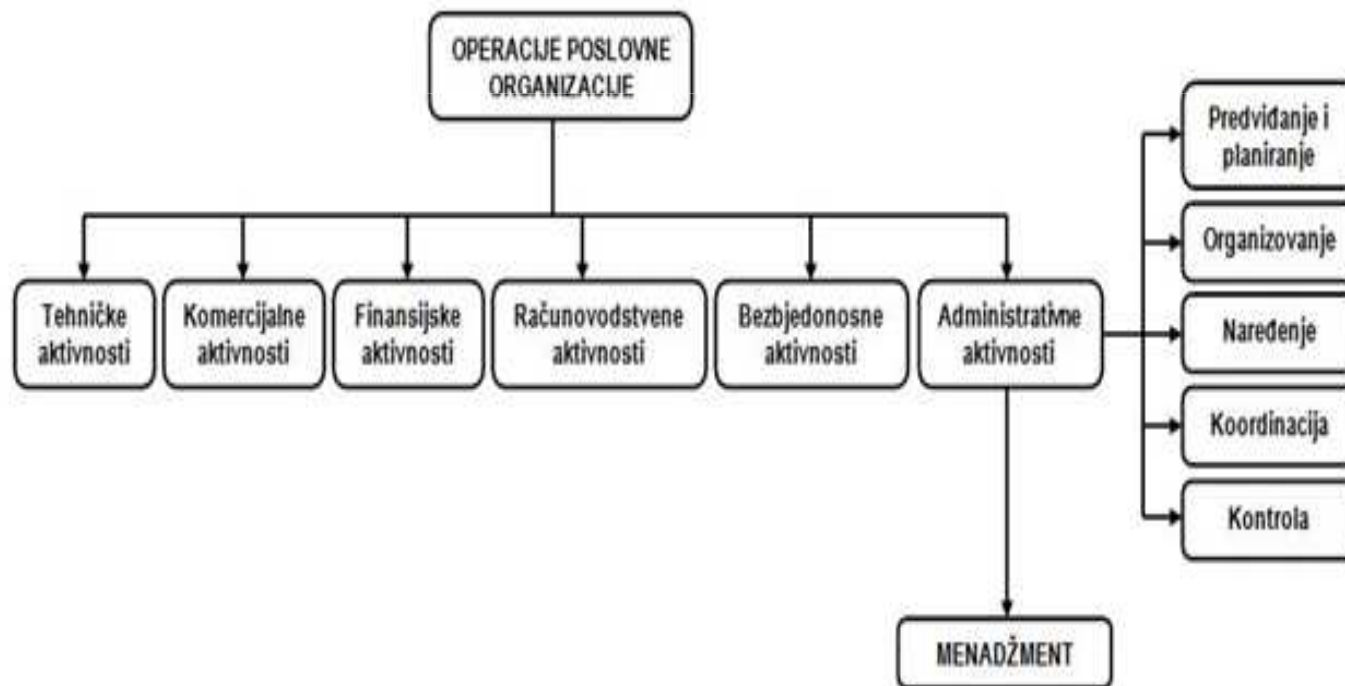 OPERACIJE POSLOVNE
ORGANIZACIJE
Tehničke
aktivnosti
Komercijalne
aktivnosti
Finansijske
aktivnosti
Računovodstvene
aktivnosti
Bezbjedonosne
aktivnosti
Administrativne
aktivnosti
Predviđanje i
planiranje
Organizovanje
Naređenje
Koordinacija
Kontrola
MENADŽMENT